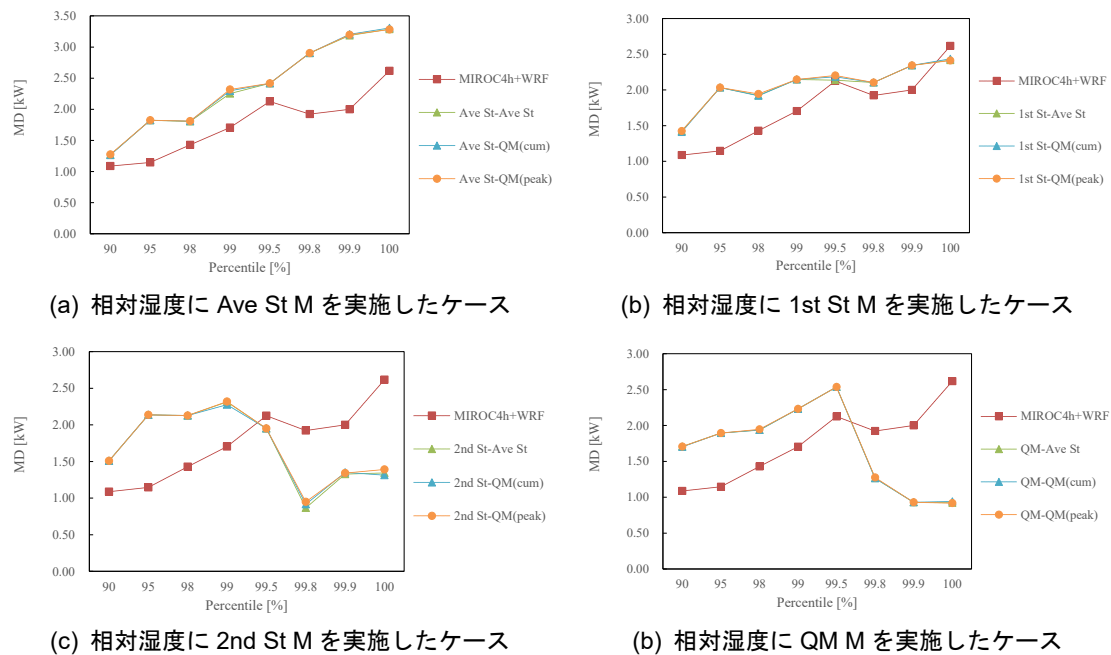 MD [kW]
3.50
3.00
2.50
2.00
1.50
1.00
0.50
0.00
90 95 98 99 99.5 99.8 99.9 100
Percentile [%]
MIROC4h+WRF
Ave St-Ave St
Ave St-QM(cum)
Ave St-QM(peak)
(a) 相対湿度に Ave St M を実施したケース
MD [kW]
3.00
2.50
2.00
1.50
1.00
0.50
0.00
90 95 98 99 99.5 99.8 99.9 100
Percentile [%]
MIROC4h+WRF
1st St-Ave St
1st St-QM(cum)
1st St-QM(peak)
(b) 相対湿度に 1st St M を実施したケース
MD [kW]
3.00
2.50
2.00
1.50
1.00
0.50
0.00
90 95 98 99 99.5 99.8 99.9 100
Percentile [%]
MIROC4h+WRF
2nd St-Ave St
2nd St-QM(cum)
2nd St-QM(peak)
(c) 相対湿度に 2nd St M を実施したケース
MD [kW]
3.00
2.50
2.00
1.50
1.00
0.50
0.00
90 95 98 99 99.5 99.8 99.9 100
Percentile [%]
MIROC4h+WRF
QM-Ave St
QM-QM(cum)
QM-QM(peak)
(b) 相対湿度に QM M を実施したケース